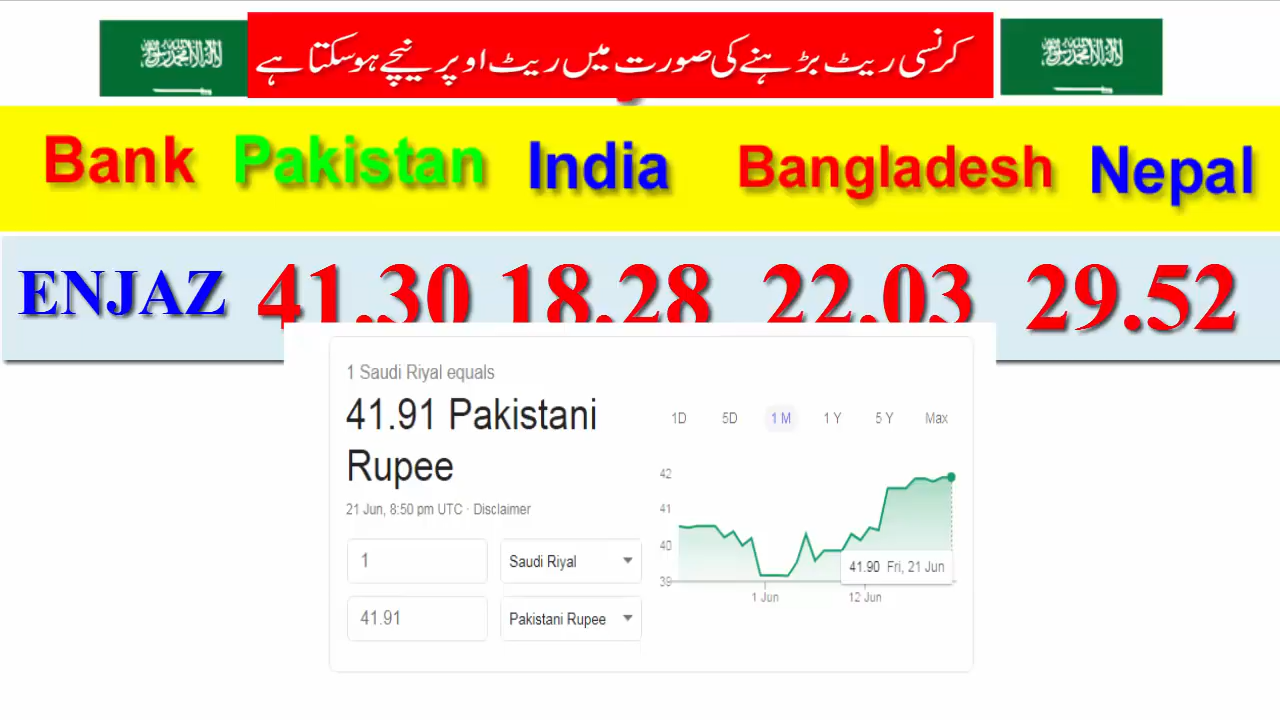 کرنسی ریٹ بڑہنے کی صورت میں ریٹ اوپر نیچے ہوسکتا ہے
Bank Pakistan India Bangladesh Nepal
ENJAZ 41.30 18.28 22.03 29.52
1 Saudi Riyal equals
41.91 Pakistani
Rupee
21 Jun, 8:50 pm UTC · Disclaimer
1 Saudi Riyal
41.91 Pakistani Rupee
1D 5D 1 M 1 Y 5 Y Max
42
41
40
39
41.90 Fri, 21 Jun
1 Jun 12 Jun